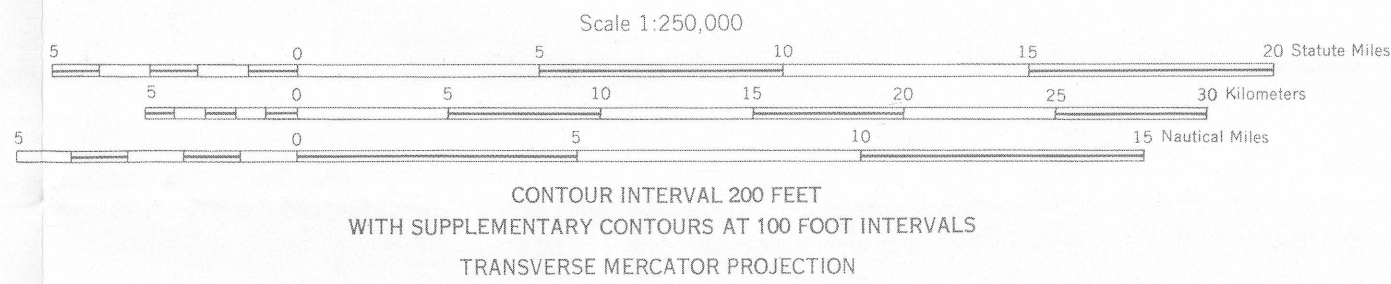 Scale 1:250,000
5 0 5 10 15 20 Statute Miles
5 0 5 10 15 20 25 30 Kilometers
5 0 5 10 15 Nautical Miles
CONTOUR INTERVAL 200 FEET
WITH SUPPLEMENTARY CONTOURS AT 100 FOOT INTERVALS
TRANSVERSE MERCATOR PROJECTION